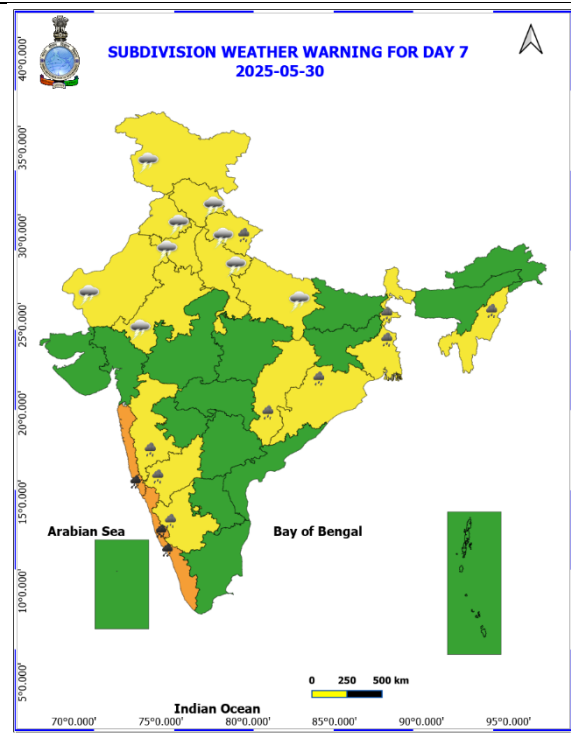 SUBDIVISION WEATHER WARNING FOR DAY 7
2025-05-30
40°0.000'
35°0.000'
30°0.000'
25°0.000'
20°0.000'
15°0.000'
10°0.000'
5°0.000'
Arabian Sea
Bay of Bengal
0 250 500 km
Indian Ocean
70°0.000' 75°0.000' 80°0.000' 85°0.000' 90°0.000' 95°0.000'